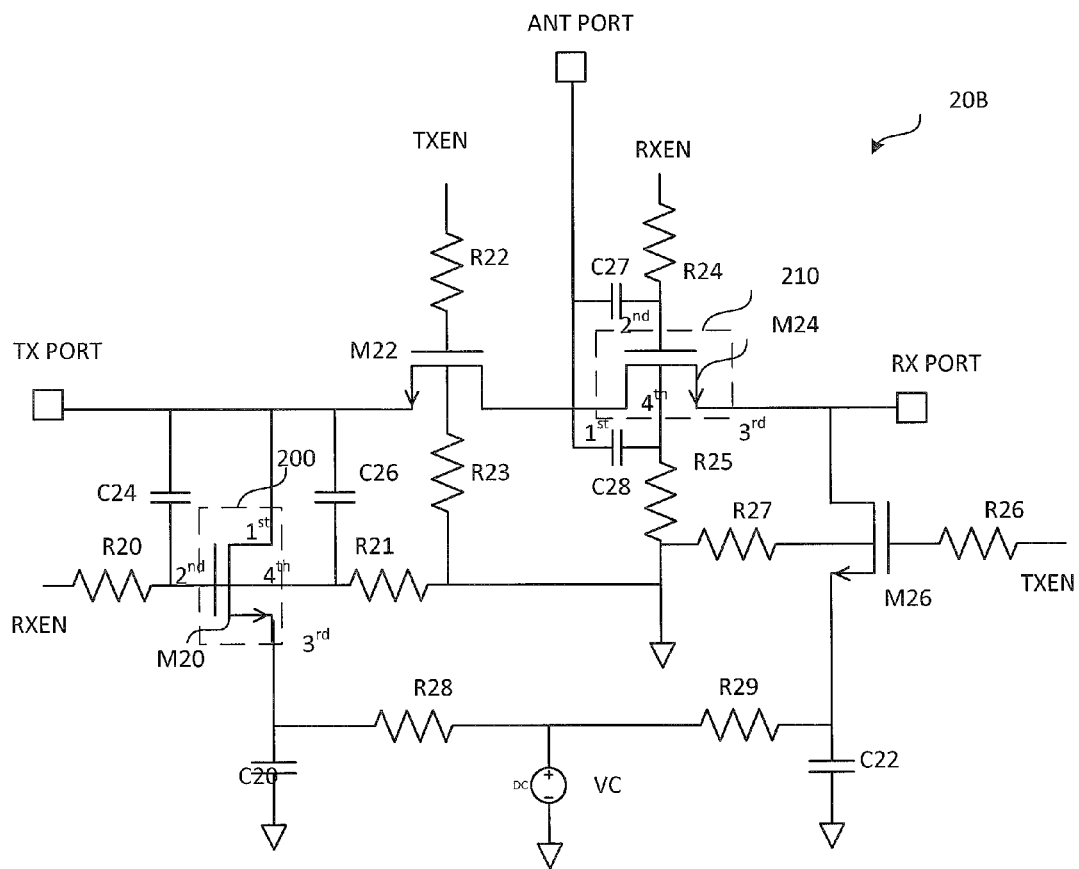 ANT PORT
20B
TXEN
RXEN
R22
C27
R24
210
2nd
M24
TX PORT
M22
RX PORT
4th
1st
3rd
200
R25
C24
C26
R23
C28
1st
R27
R26
R20
R21
2nd
4th
TXEN
RXEN
M26
3rd
M20
R28
R29
C20
C22
DC
VC